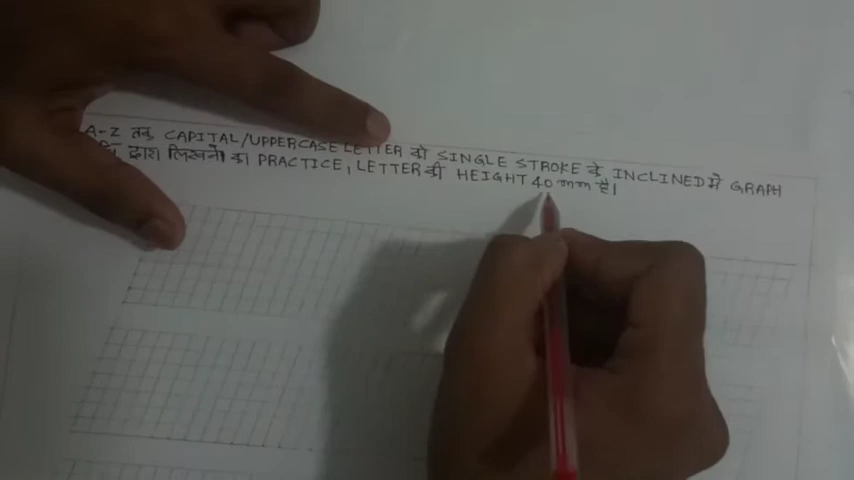 A-Z तक CAPITAL/UPPERCASE LETTER को SINGLE STROKE के INCLINED में GRAPH
द्वारा लिखने का PRACTICE, LETTER की HEIGHT 40 mm है।